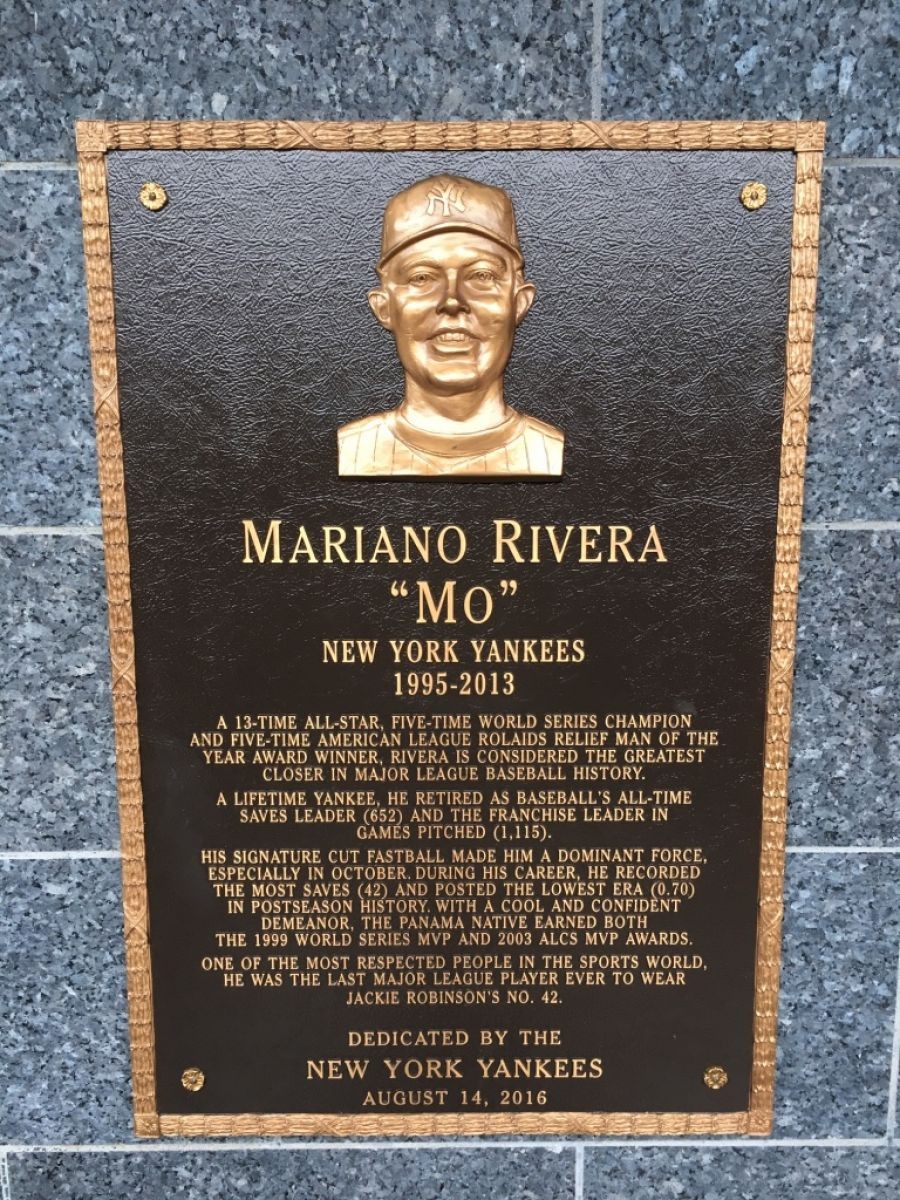 NY
MARIANO RIVERA
“MO”
NEW YORK YANKEES
1995-2013
A 13-TIME ALL-STAR, FIVE-TIME WORLD SERIES CHAMPION
AND FIVE-TIME AMERICAN LEAGUE ROLAIDS RELIEF MAN OF THE
YEAR AWARD WINNER, RIVERA IS CONSIDERED THE GREATEST
CLOSER IN MAJOR LEAGUE BASEBALL HISTORY.
A LIFETIME YANKEE, HE RETIRED AS BASEBALL’S ALL-TIME
SAVES LEADER (652) AND THE FRANCHISE LEADER IN
GAMES PITCHED (1,115).
HIS SIGNATURE CUT FASTBALL MADE HIM A DOMINANT FORCE,
ESPECIALLY IN OCTOBER. DURING HIS CAREER, HE RECORDED
THE MOST SAVES (42) AND POSTED THE LOWEST ERA (0.70)
IN POSTSEASON HISTORY. WITH A COOL AND CONFIDENT
DEMEANOR, THE PANAMA NATIVE EARNED BOTH
THE 1999 WORLD SERIES MVP AND 2003 ALCS MVP AWARDS.
ONE OF THE MOST RESPECTED PEOPLE IN THE SPORTS WORLD,
HE WAS THE LAST MAJOR LEAGUE PLAYER EVER TO WEAR
JACKIE ROBINSON’S NO. 42.
DEDICATED BY THE
NEW YORK YANKEES
AUGUST 14, 2016